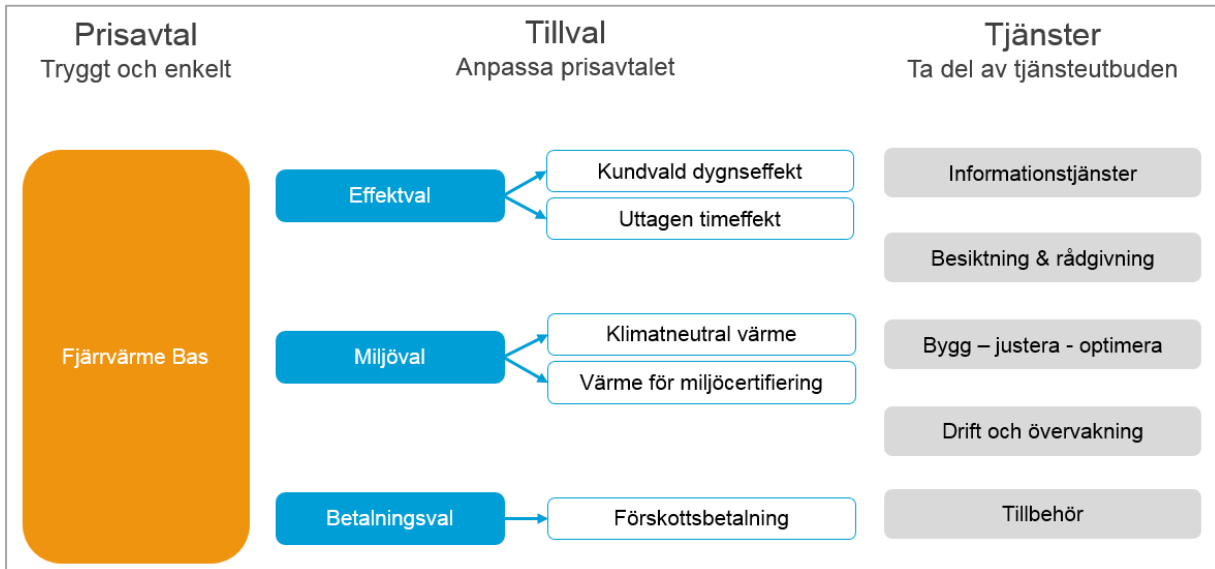 Prisavtal
Tryggt och enkelt
Tillval
Anpassa prisavtalet
Tjänster
Ta del av tjänsteutbuden
Fjärrvärme Bas
Effektval
Kundvald dygnseffekt
Uttagen timeffekt
Miljöval
Klimatneutral värme
Värme för miljöcertifiering
Betalningsval
Förskottsbetalning
Informationstjänster
Besiktning & rådgivning
Bygg – justera - optimera
Drift och övervakning
Tillbehör